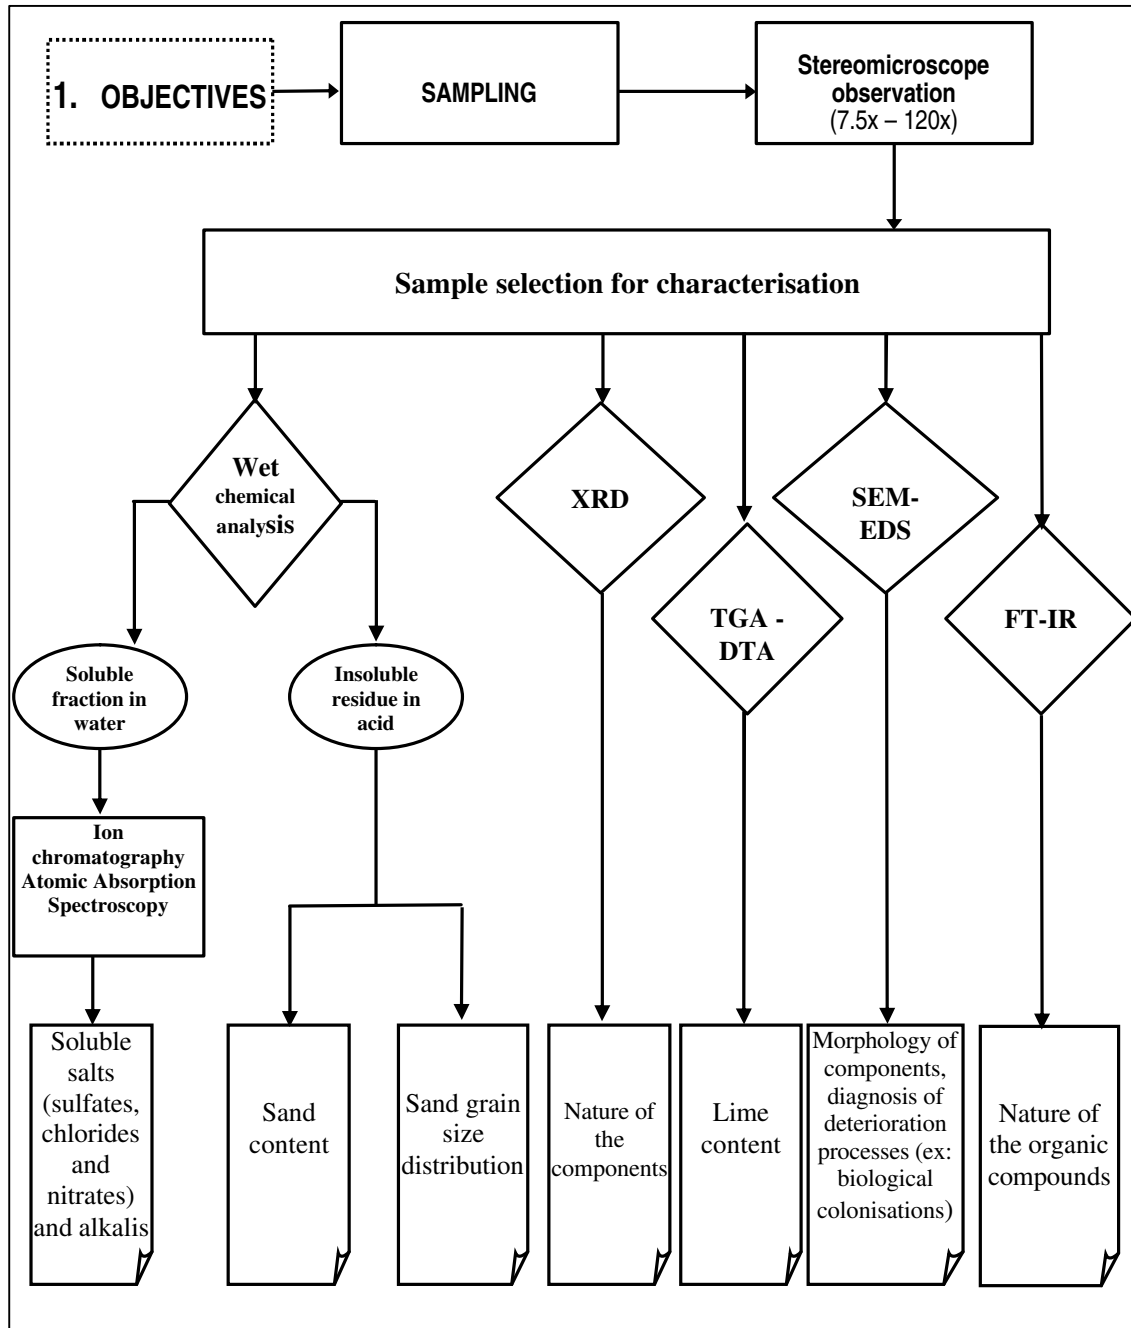 1. OBJECTIVES
SAMPLING
Stereomicroscope
observation
(7.5x – 120x)
Sample selection for characterisation
Wet
chemical
analysis
XRD
SEM-
EDS
TGA -
DTA
FT-IR
Soluble
fraction in
water
Insoluble
residue in
acid
Ion
chromatography
Atomic Absorption
Spectroscopy
Soluble
salts
(sulfates,
chlorides
and
nitrates)
and alkalis
Sand
content
Sand grain
size
distribution
Nature of
the
components
Lime
content
Morphology of
components,
diagnosis of
deterioration
processes (ex:
biological
colonisations)
Nature of
the organic
compounds